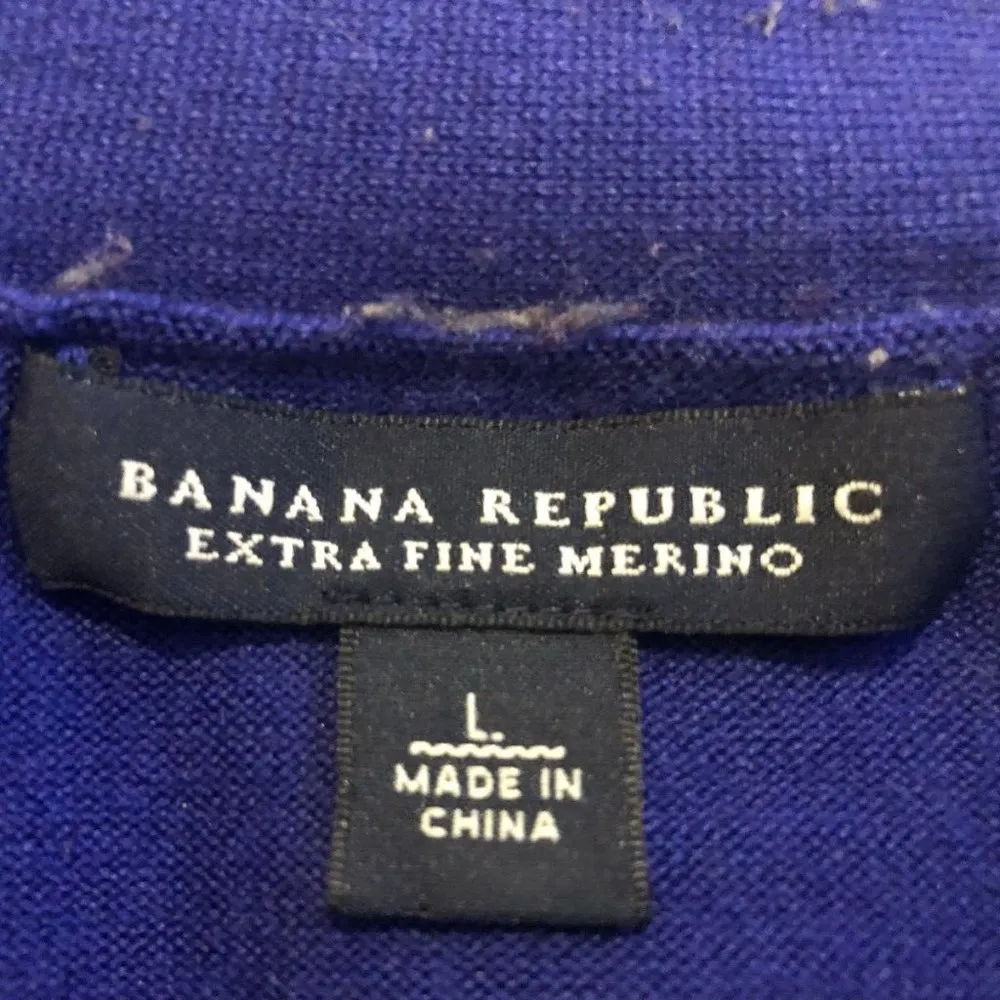 BANANA REPUBLIC
EXTRA FINE MERINO
L.
MADE IN
CHINA